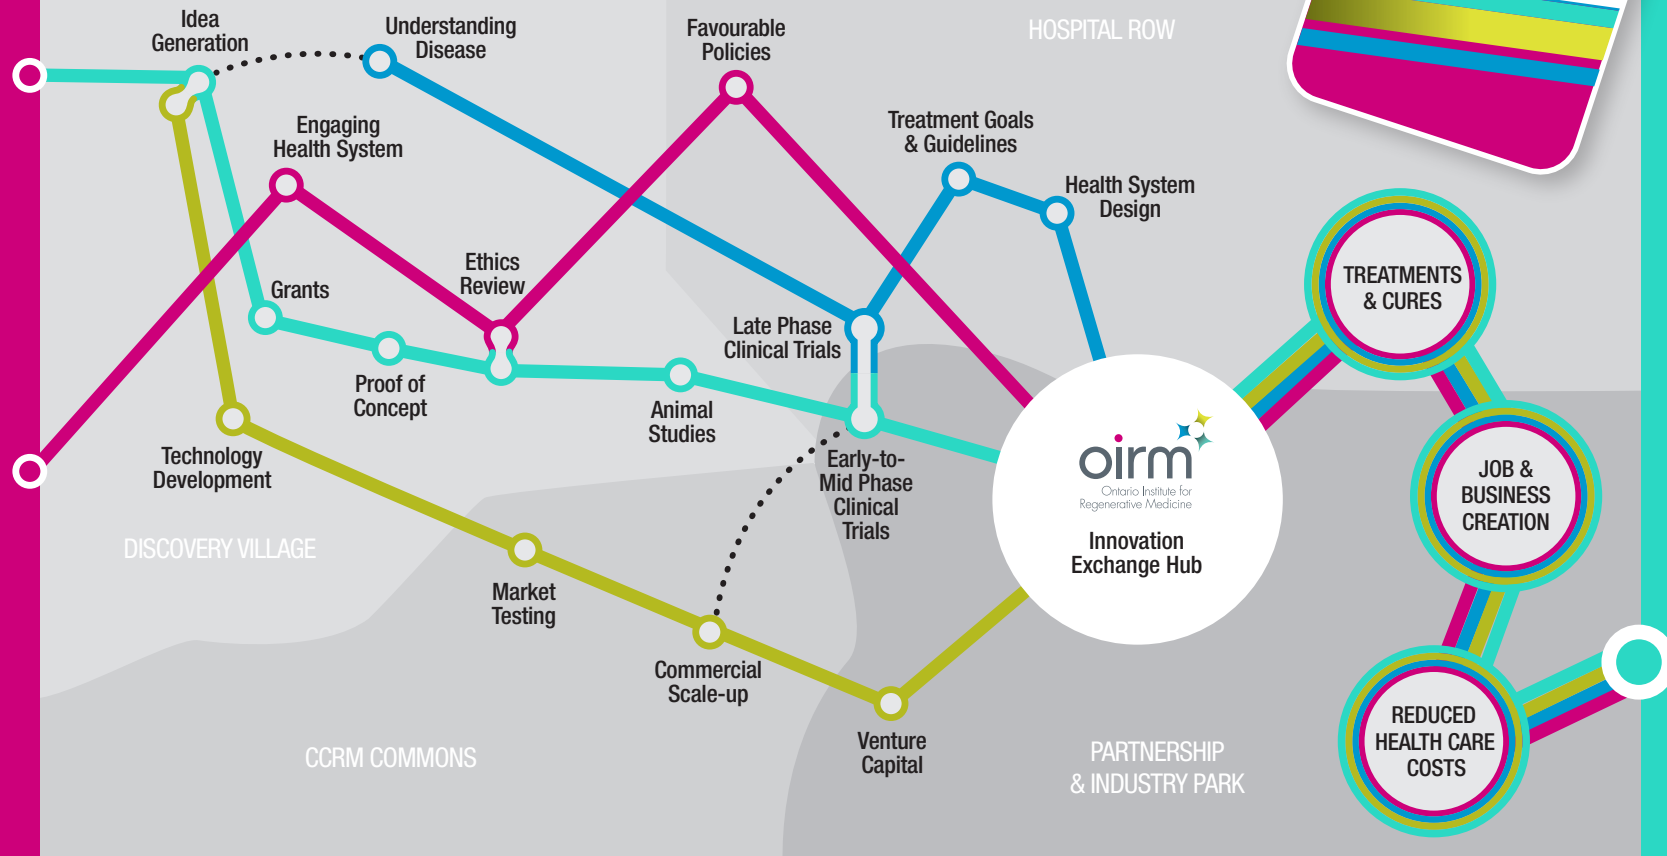 Idea
Generation
Understanding
Disease
Favourable
Policies
HOSPITAL ROW
Engaging
Health System
Treatment Goals
& Guidelines
Health System
Design
Grants
Ethics
Review
TREATMENTS
& CURES
Late Phase
Clinical Trials
Proof of
Concept
Animal
Studies
Technology
Development
Early-to-
Mid Phase
Clinical
Trials
oirm
Ontario Institute for
Regenerative Medicine
Innovation
Exchange Hub
JOB &
BUSINESS
CREATION
DISCOVERY VILLAGE
Market
Testing
Commercial
Scale-up
Venture
Capital
CCRM COMMONS
PARTNERSHIP
& INDUSTRY PARK
REDUCED
HEALTH CARE
COSTS